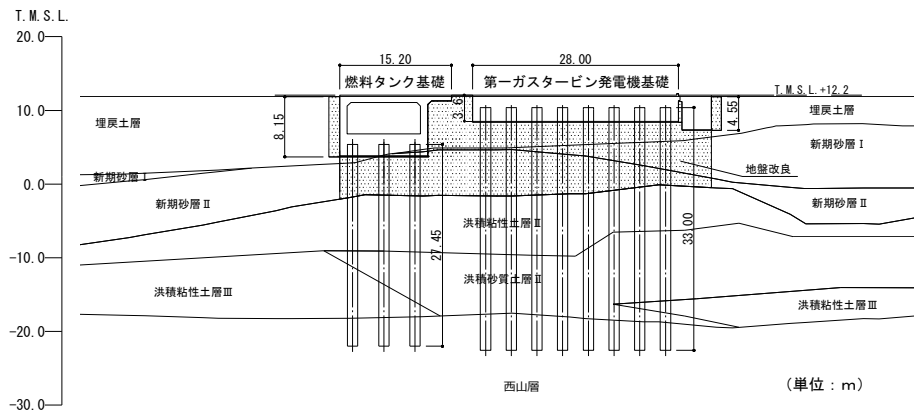 T.M.S.L.
20.0
10.0
0.0
-10.0
-20.0
-30.0
15.20
28.00
燃料タンク基礎
第一ガスタービン発電機基礎
T.M.S.L.+12.2
8.15
3.6
4.55
埋戻土層
埋戻土層
新期砂層Ⅰ
新期砂層Ⅰ
地盤改良
新期砂層Ⅱ
新期砂層Ⅱ
洪積粘性土層Ⅱ
27.45
33.00
洪積砂質土層Ⅱ
洪積粘性土層Ⅲ
洪積粘性土層Ⅲ
西山層
(単位：m)